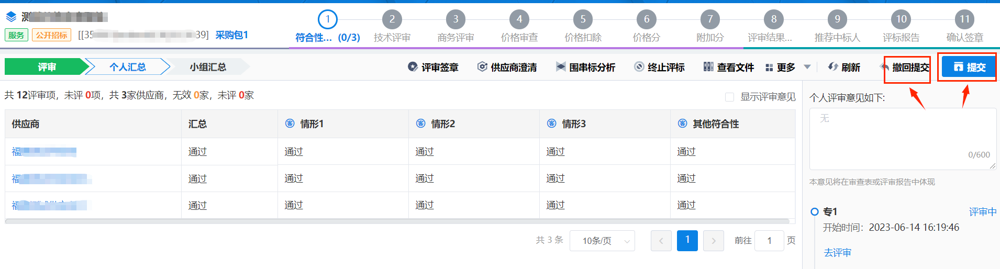 测
服务 公开招标 [[35 39] 采购包1
1 2 3 4 5 6 7 8 9 10 11
符合性... (0/3) 技术评审 商务评审 价格审查 价格扣除 价格分 附加分 评审结果... 推荐中标人 评标报告 确认签章
评审 个人汇总 小组汇总 评审签章 供应商澄清 围串标分析 终止评标 查看文件 更多 刷新 撤回提交 提交
共 12评审项，未评 0项，共 3家供应商，无效 0家，未评 0家 显示评审意见
供应商 汇总 客 情形1 客 情形2 客 情形3 客 其他符合性
福 通过 通过 通过 通过 通过
福 通过 通过 通过 通过 通过
福 通过 通过 通过 通过 通过
共 3 条 10条/页 1 前往 1 页
个人评审意见如下:
无
0/600
本意见将在审查表或评审报告中体现
专1 评审中
开始时间：2023-06-14 16:19:46
去评审